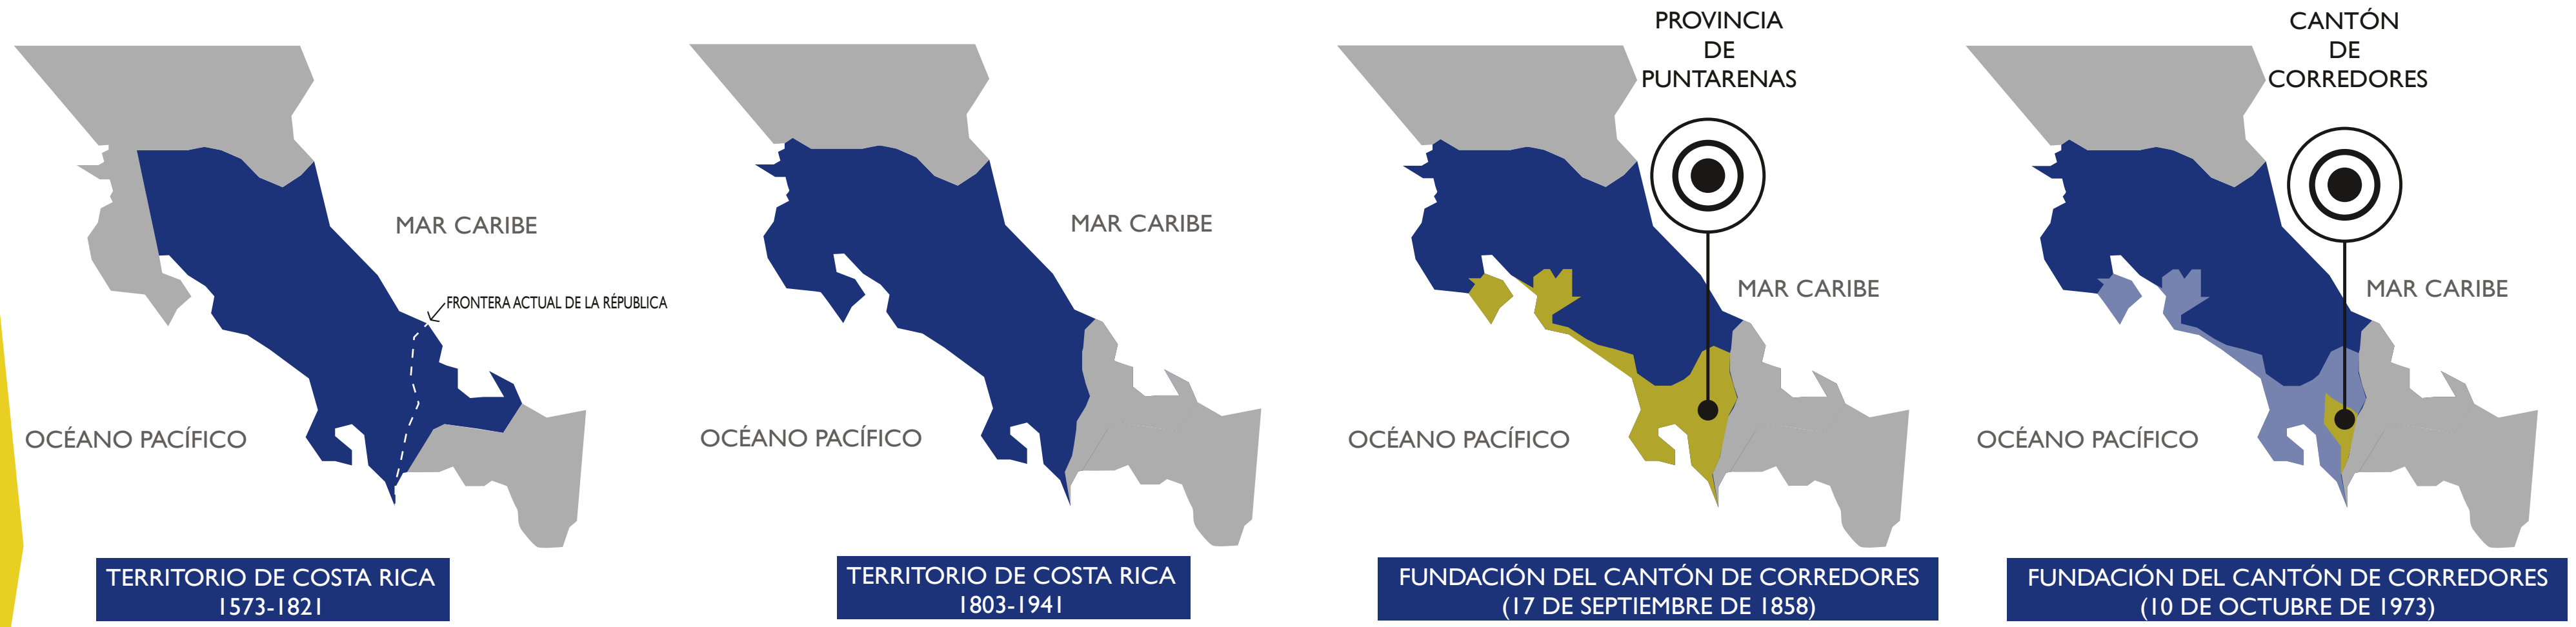 MAR CARIBE
FRONTERA ACTUAL DE LA RÉPUBLICA
OCÉANO PACÍFICO
TERRITORIO DE COSTA RICA
1573-1821
MAR CARIBE
OCÉANO PACÍFICO
TERRITORIO DE COSTA RICA
1803-1941
PROVINCIA
DE
PUNTARENAS
MAR CARIBE
OCÉANO PACÍFICO
FUNDACIÓN DEL CANTÓN DE CORREDORES
(17 DE SEPTIEMBRE DE 1858)
CANTÓN
DE
CORREDORES
MAR CARIBE
OCÉANO PACÍFICO
FUNDACIÓN DEL CANTÓN DE CORREDORES
(10 DE OCTUBRE DE 1973)